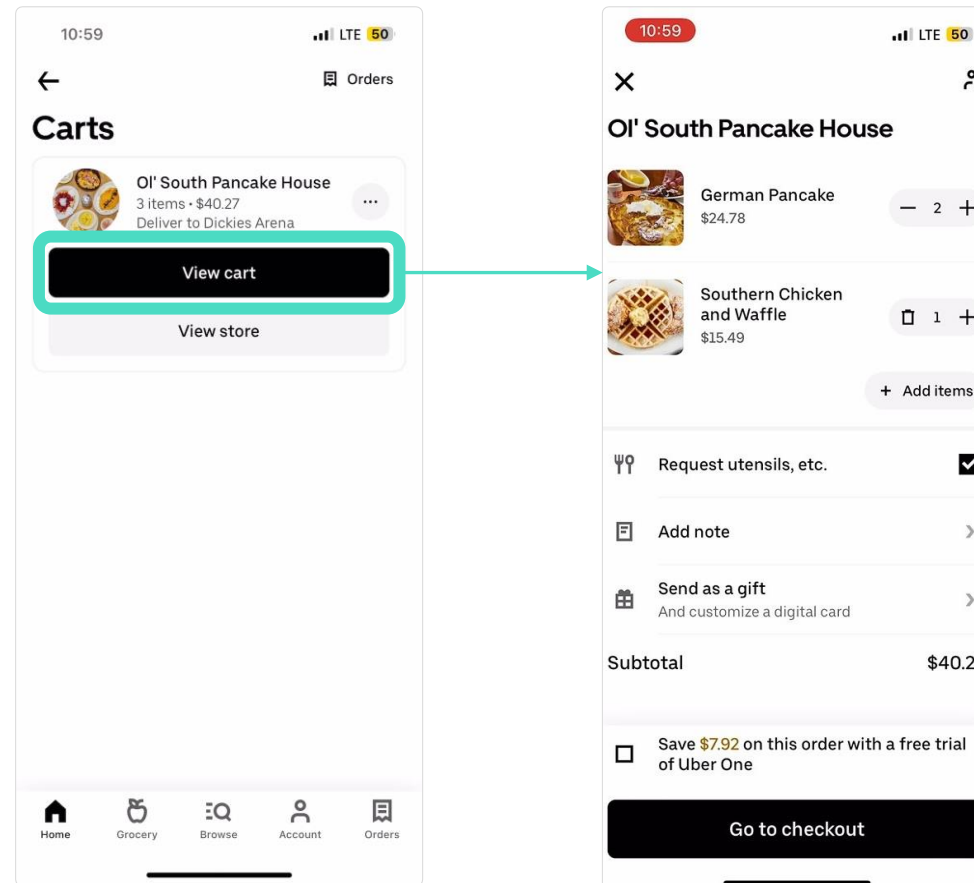 10:59
LTE 50
Orders
Carts
Ol' South Pancake House
3 items • $40.27
Deliver to Dickies Arena
View cart
View store
Home
Grocery
Browse
Account
Orders
10:59
LTE 50
Ol' South Pancake House
German Pancake
$24.78
2
Southern Chicken
and Waffle
$15.49
1
+ Add items
Request utensils, etc.
Add note
Send as a gift
And customize a digital card
Subtotal
$40.2
Save $7.92 on this order with a free trial
of Uber One
Go to checkout